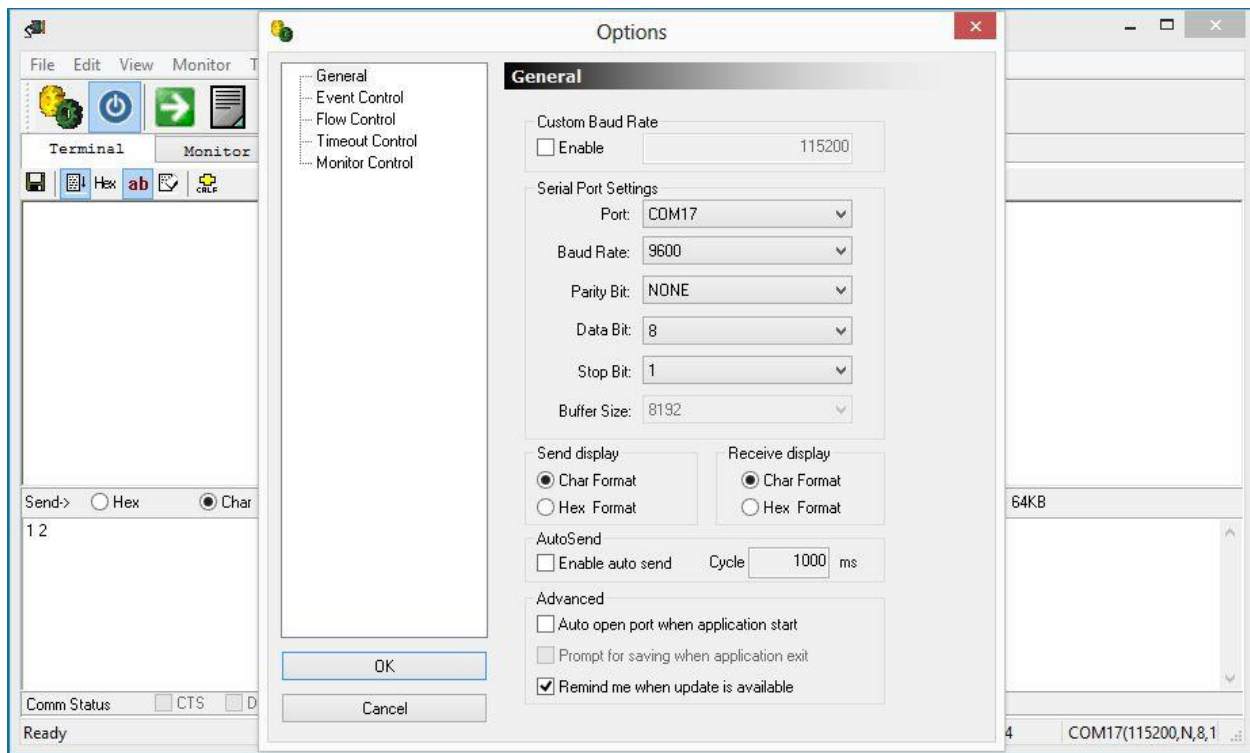 Options
File Edit View Monitor T
Terminal Monitor
Hex ab CRLF
Send-> Hex Char
64KB
1 2
Comm Status CTS D
Ready
4 COM17(115200,N,8,1
General
Event Control
Flow Control
Timeout Control
Monitor Control
OK
Cancel
General
Custom Baud Rate
Enable 115200
Serial Port Settings
Port: COM17
Baud Rate: 9600
Parity Bit: NONE
Data Bit: 8
Stop Bit: 1
Buffer Size: 8192
Send display Receive display
Char Format Char Format
Hex Format Hex Format
AutoSend
Enable auto send Cycle 1000 ms
Advanced
Auto open port when application start
Prompt for saving when application exit
Remind me when update is available